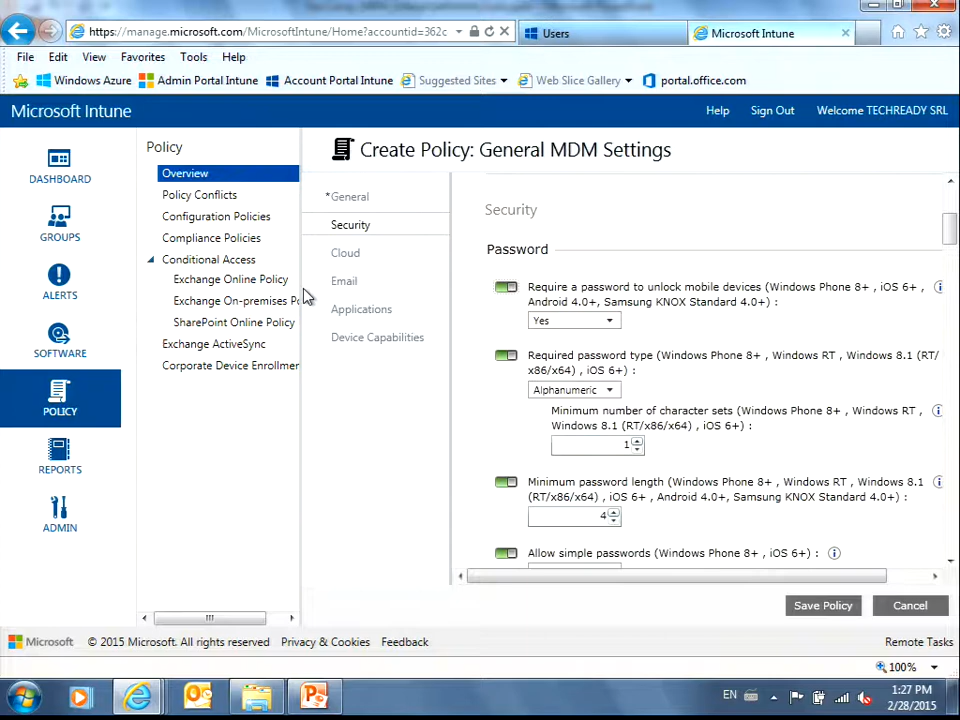 https://manage.microsoft.com/MicrosoftIntune/Home?accountid=362c
Users
Microsoft Intune
File Edit View Favorites Tools Help
Windows Azure Admin Portal Intune Account Portal Intune Suggested Sites Web Slice Gallery portal.office.com
Microsoft Intune
Help Sign Out Welcome TECHREADY SRL
DASHBOARD
GROUPS
ALERTS
SOFTWARE
POLICY
REPORTS
ADMIN
Policy
Overview
Policy Conflicts
Configuration Policies
Compliance Policies
Conditional Access
Exchange Online Policy
Exchange On-premises Po
SharePoint Online Policy
Exchange ActiveSync
Corporate Device Enrollmer
Create Policy: General MDM Settings
*General
Security
Cloud
Email
Applications
Device Capabilities
Security
Password
Require a password to unlock mobile devices (Windows Phone 8+ , iOS 6+ ,
Android 4.0+, Samsung KNOX Standard 4.0+) :
Yes
Required password type (Windows Phone 8+ , Windows RT , Windows 8.1 (RT/
x86/x64) , iOS 6+) :
Alphanumeric
Minimum number of character sets (Windows Phone 8+ , Windows RT ,
Windows 8.1 (RT/x86/x64) , iOS 6+) :
1
Minimum password length (Windows Phone 8+ , Windows RT , Windows 8.1
(RT/x86/x64) , iOS 6+ , Android 4.0+, Samsung KNOX Standard 4.0+) :
4
Allow simple passwords (Windows Phone 8+ , iOS 6+) :
Save Policy Cancel
Microsoft © 2015 Microsoft. All rights reserved Privacy & Cookies Feedback Remote Tasks
100%
EN
1:27 PM
2/28/2015